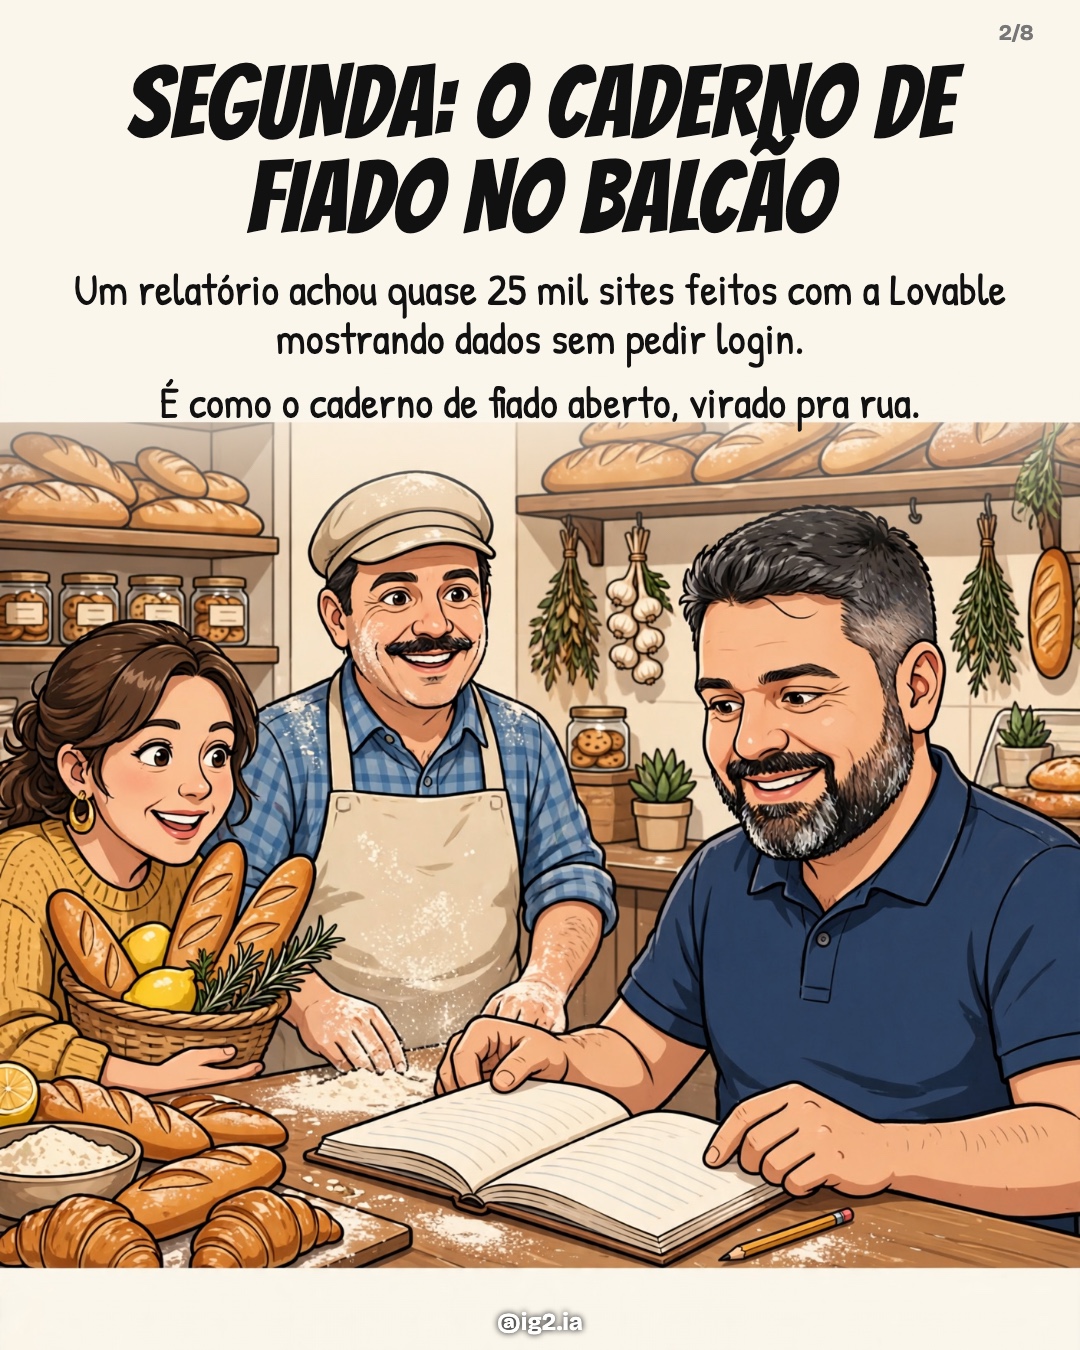 2/8
SEGUNDA: O CADERNO DE
FIADO NO BALCÃO
Um relatório achou quase 25 mil sites feitos com a Lovable
mostrando dados sem pedir login.
É como o caderno de fiado aberto, virado pra rua.
@ig2.ia